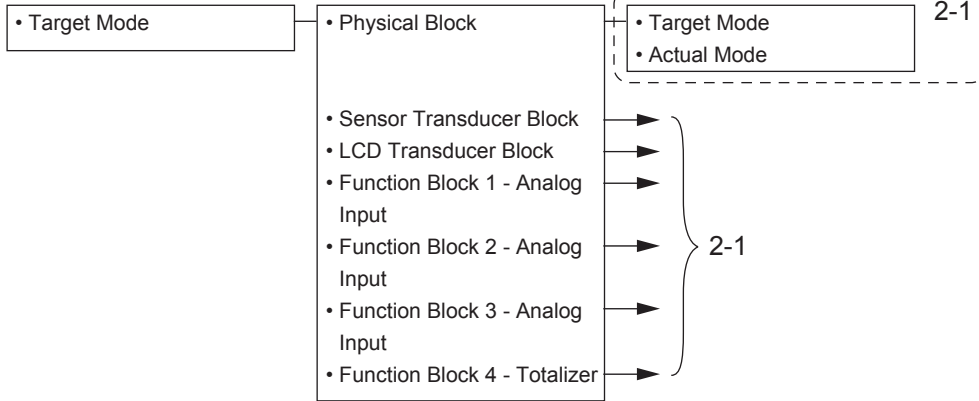 • Target Mode
• Physical Block
• Target Mode
• Actual Mode
2-1
• Sensor Transducer Block
• LCD Transducer Block
• Function Block 1 - Analog
Input
• Function Block 2 - Analog
Input
• Function Block 3 - Analog
Input
• Function Block 4 - Totalizer
2-1